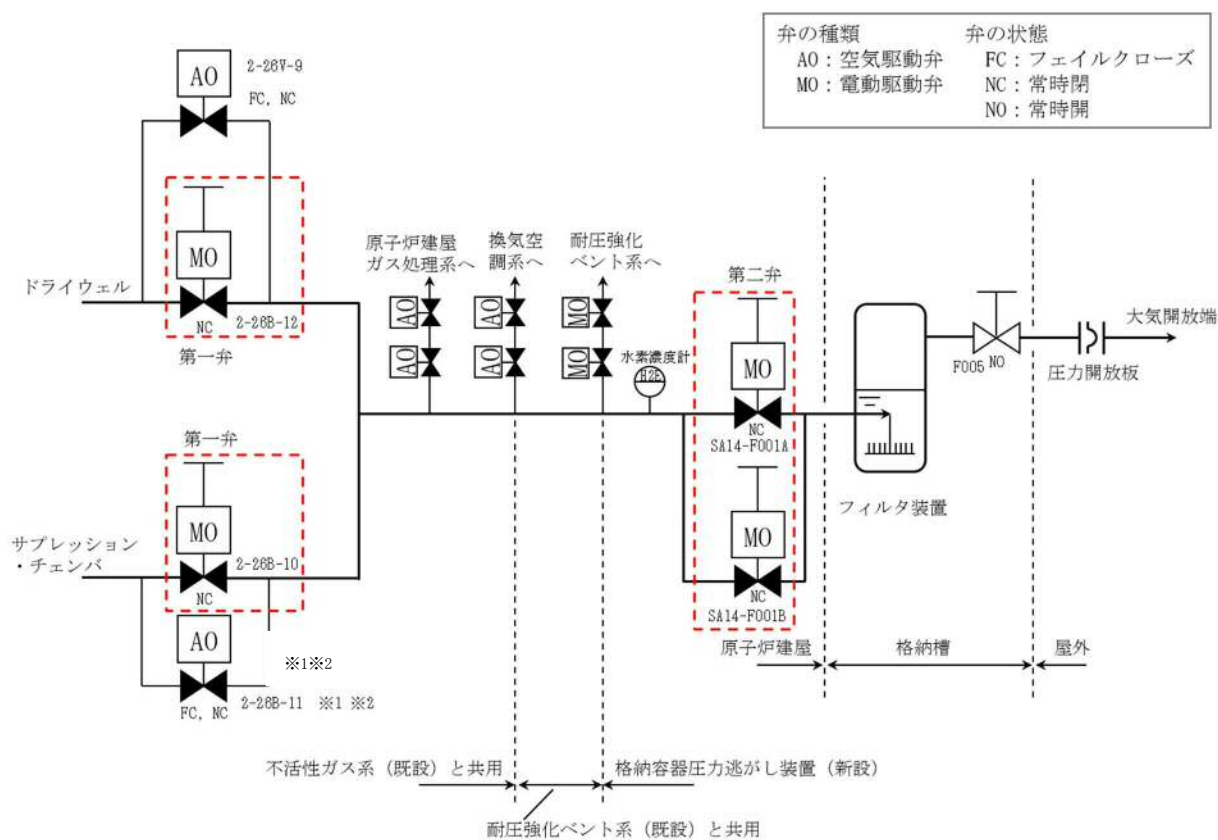 弁の種類 弁の状態
AO:空気駆動弁 FC:フェイルクローズ
MO:電動駆動弁 NC:常時閉
NO:常時開
AO
2-26V-9
FC, NC
MO
ドライウェル
NC
2-26B-12
第一弁
原子炉建屋
ガス処理系へ
換気空
調系へ
耐圧強化
ベント系へ
AO
AO
MO
AO
AO
MO
水素濃度計
H2E
第二弁
MO
NC
SA14-F001A
MO
NC
SA14-F001B
フィルタ装置
F005
NO
圧力開放板
大気開放端
第一弁
MO
サプレッション
・チェンバ
2-26B-10
NC
AO
※1※2
FC, NC
2-26B-11 ※1 ※2
原子炉建屋
格納槽
屋外
不活性ガス系(既設)と共用
格納容器圧力逃がし装置(新設)
耐圧強化ベント系(既設)と共用